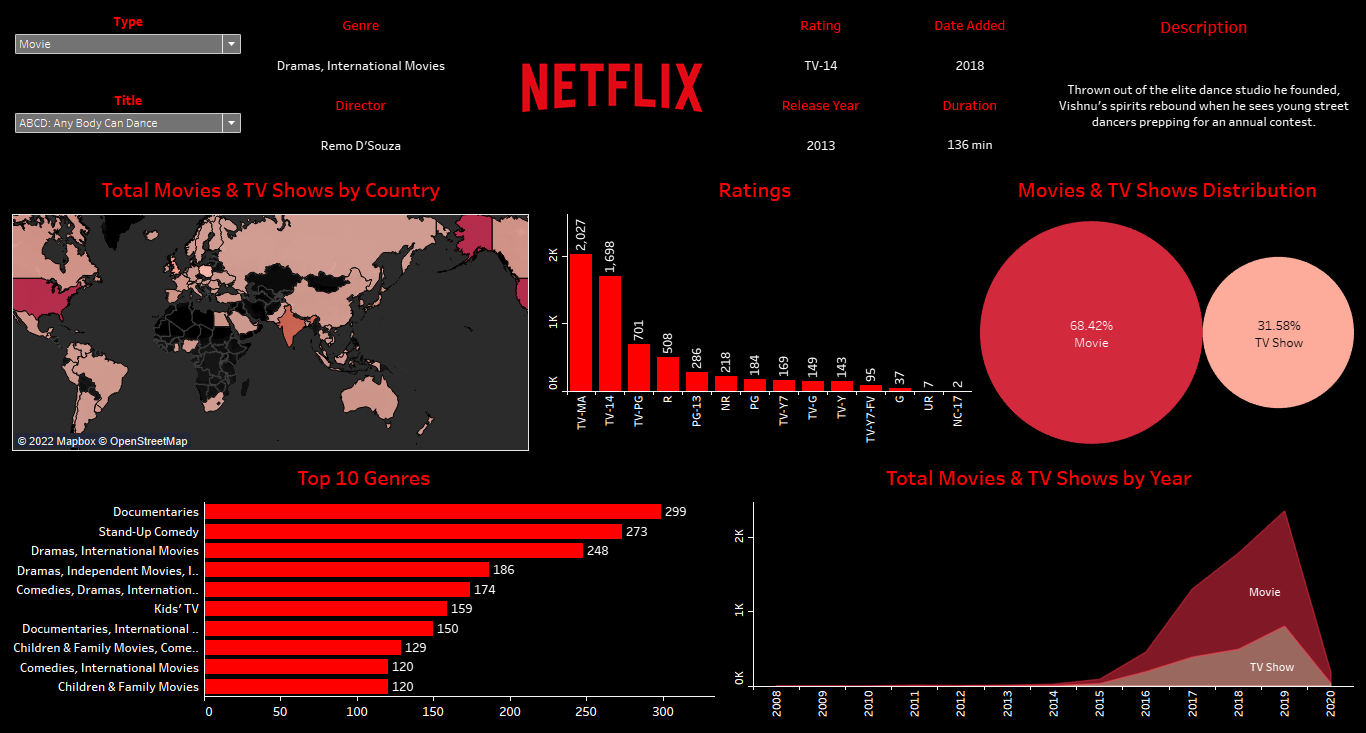 Type
Movie
Title
ABCD: Any Body Can Dance
Genre
Dramas, International Movies
Director
Remo D'Souza
NETFLIX
Rating
TV-14
Release Year
2013
Date Added
2018
Duration
136 min
Description
Thrown out of the elite dance studio he founded,
Vishnu's spirits rebound when he sees young street
dancers prepping for an annual contest.
Total Movies & TV Shows by Country
© 2022 Mapbox © OpenStreetMap
Ratings
2K
1K
0K
2,027
1,698
701
508
286
218
184
169
149
143
95
37
7
2
TV-MA
TV-14
TV-PG
R
PG-13
NR
PG
TV-Y7
TV-G
TV-Y
TV-Y7-FV
G
UR
NC-17
Movies & TV Shows Distribution
68.42%
Movie
31.58%
TV Show
Top 10 Genres
Documentaries 299
Stand-Up Comedy 273
Dramas, International Movies 248
Dramas, Independent Movies, I.. 186
Comedies, Dramas, Internation.. 174
Kids' TV 159
Documentaries, International .. 150
Children & Family Movies, Come.. 129
Comedies, International Movies 120
Children & Family Movies 120
0 50 100 150 200 250 300
Total Movies & TV Shows by Year
2K
1K
0K
Movie
TV Show
2008 2009 2010 2011 2012 2013 2014 2015 2016 2017 2018 2019 2020